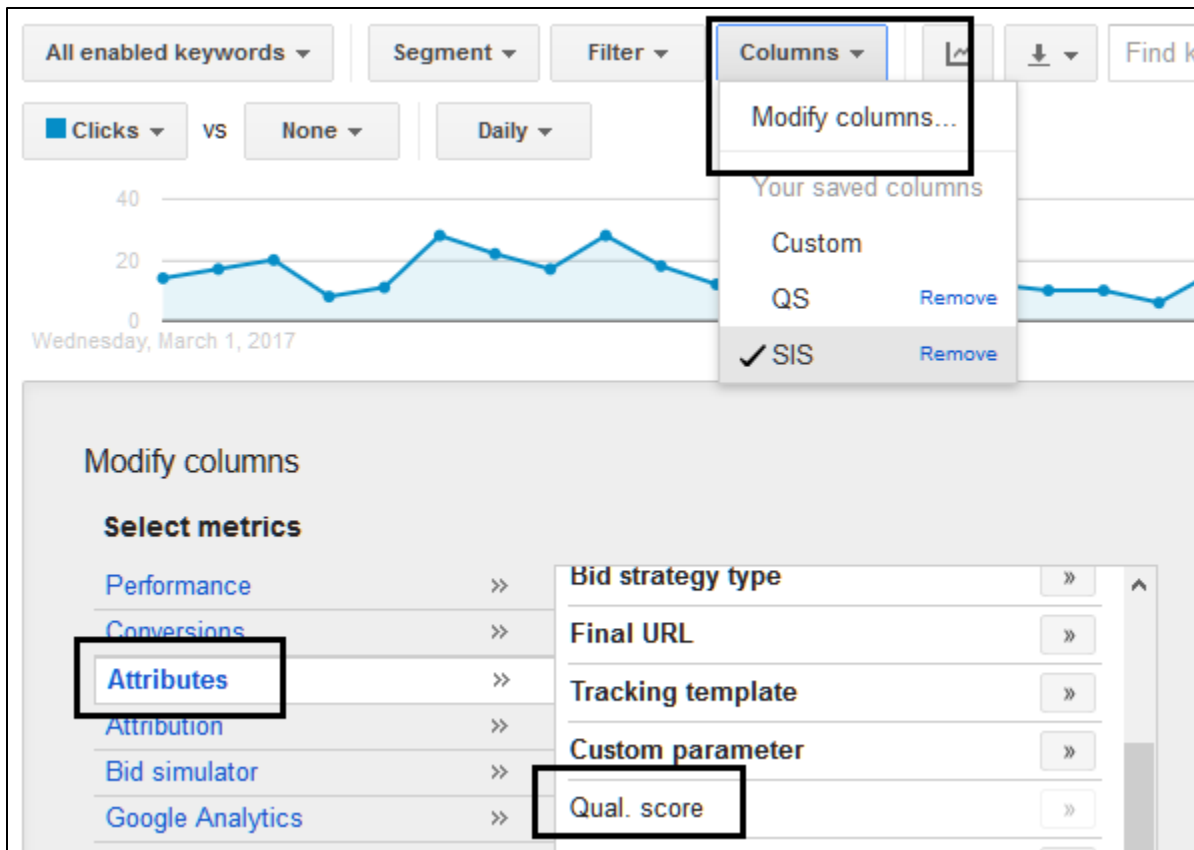 All enabled keywords Segment Filter Columns Find k
Clicks VS None Daily
Modify columns...
Your saved columns
40
Custom
20
QS Remove
0
Wednesday, March 1, 2017
SIS Remove
Modify columns
Select metrics
Performance »
Bid strategy type »
Conversions »
Final URL »
Attributes »
Tracking template »
Attribution »
Custom parameter »
Bid simulator »
Qual. score »
Google Analytics »